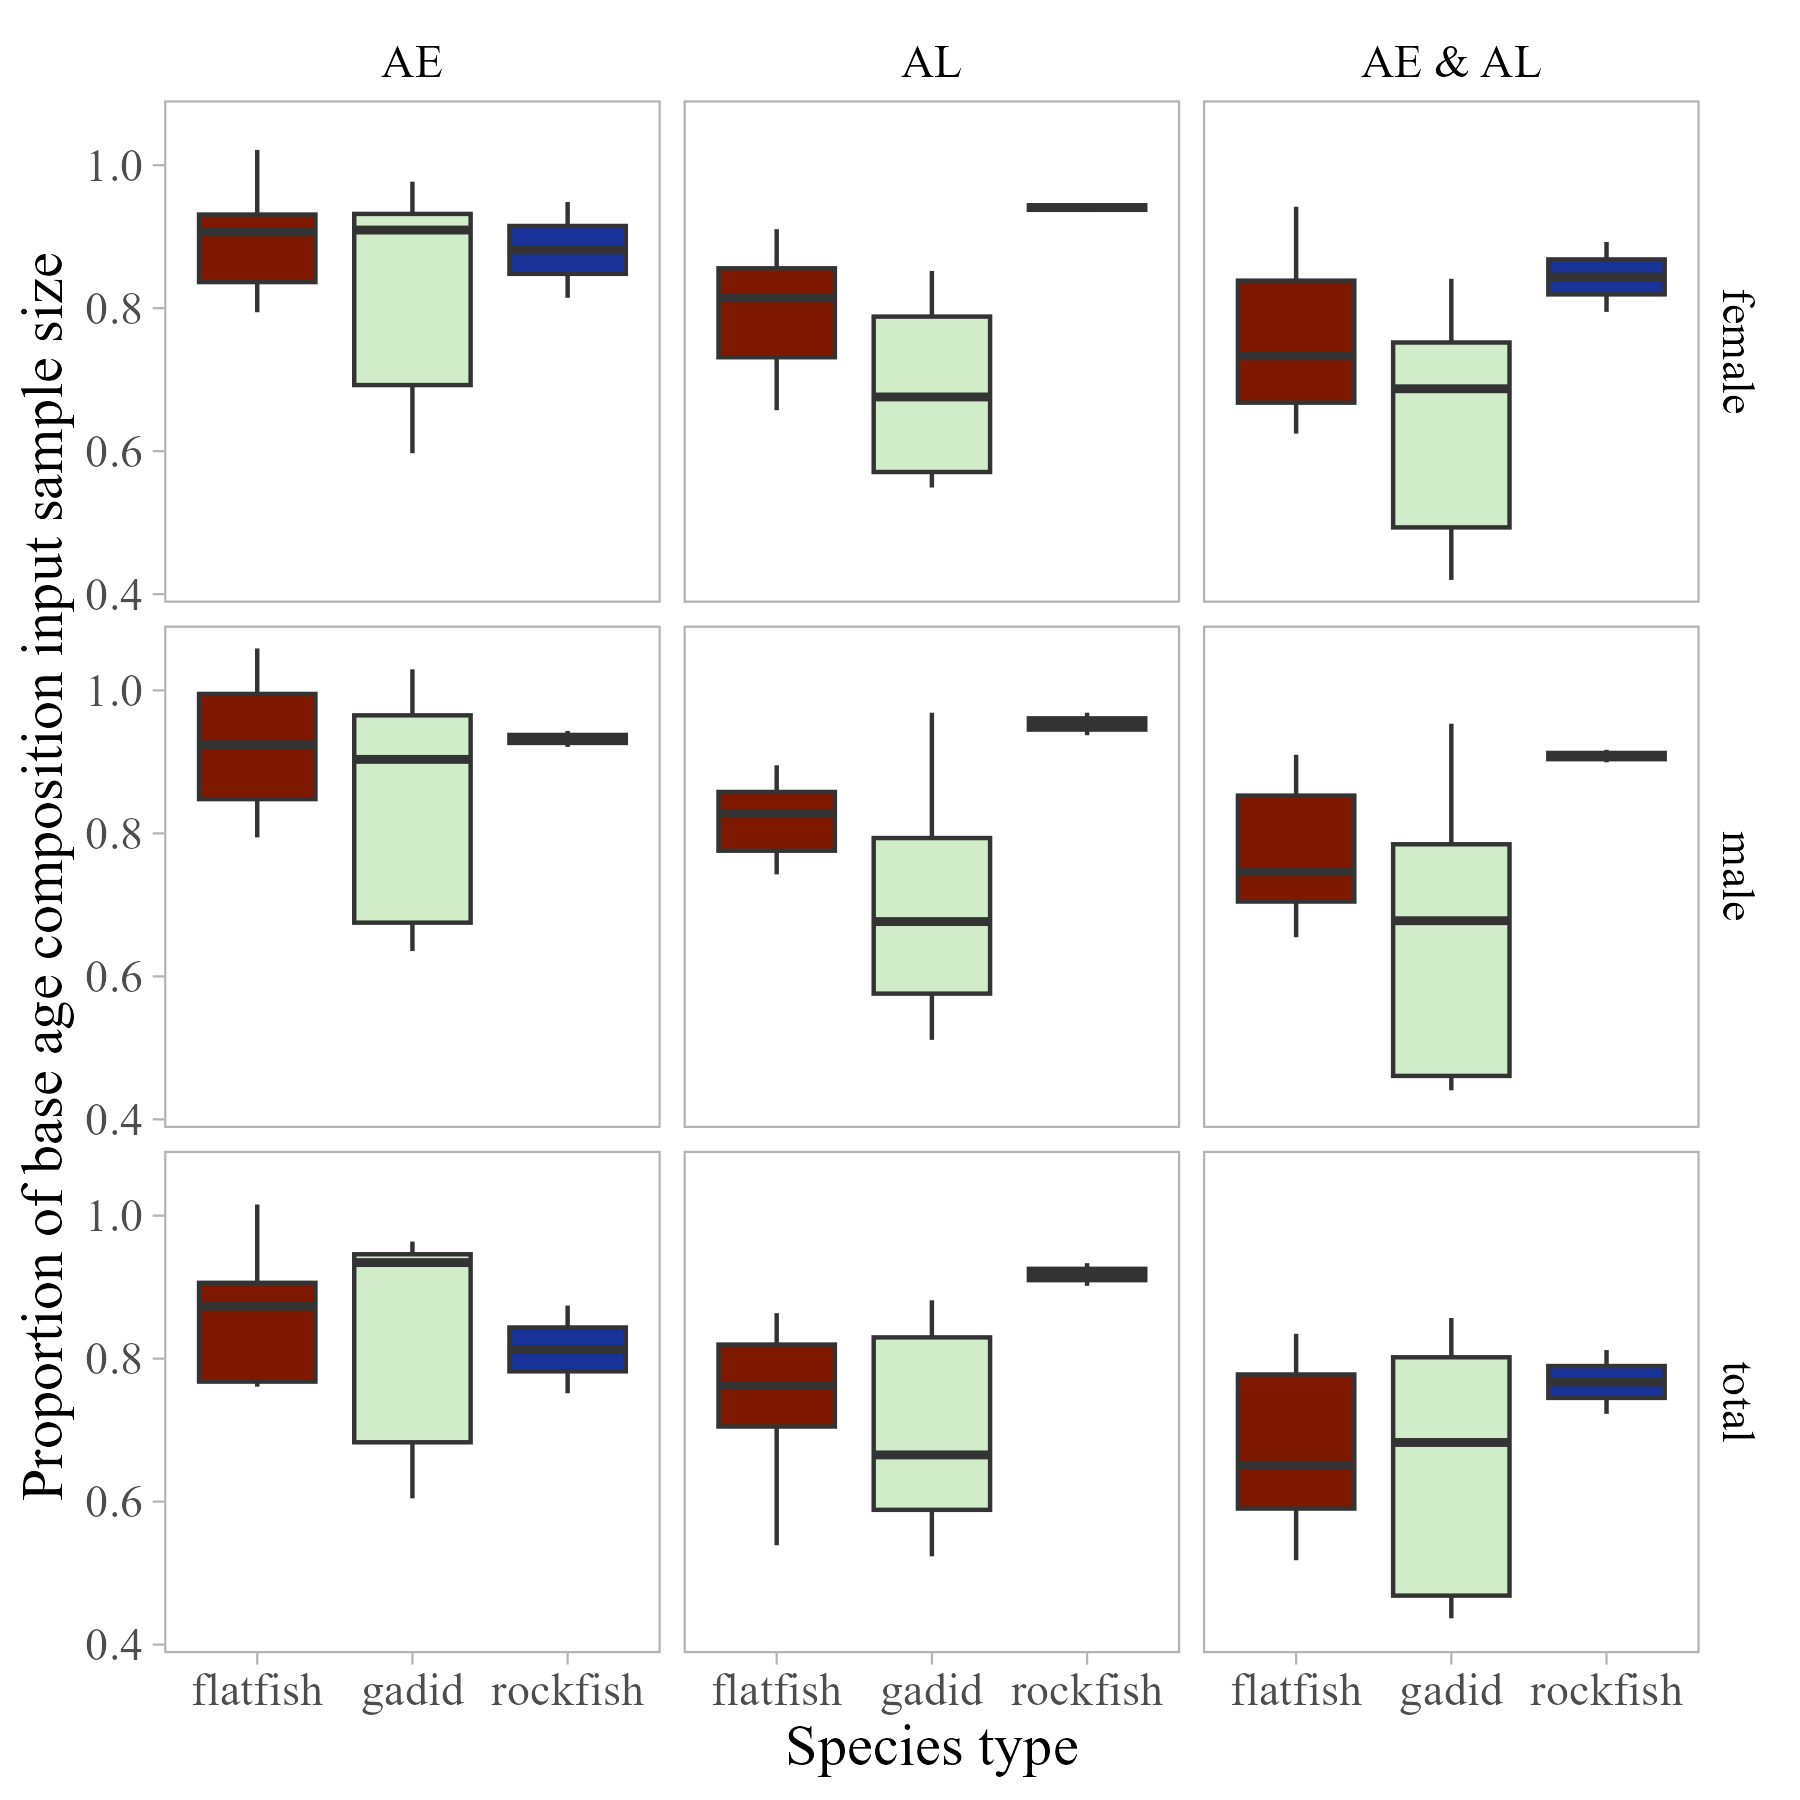 AE AL AE & AL
Proportion of base age composition input sample size
1.0
0.8
0.6
0.4
female
1.0
0.8
0.6
0.4
male
1.0
0.8
0.6
0.4
total
flatfish gadid rockfish flatfish gadid rockfish flatfish gadid rockfish
Species type